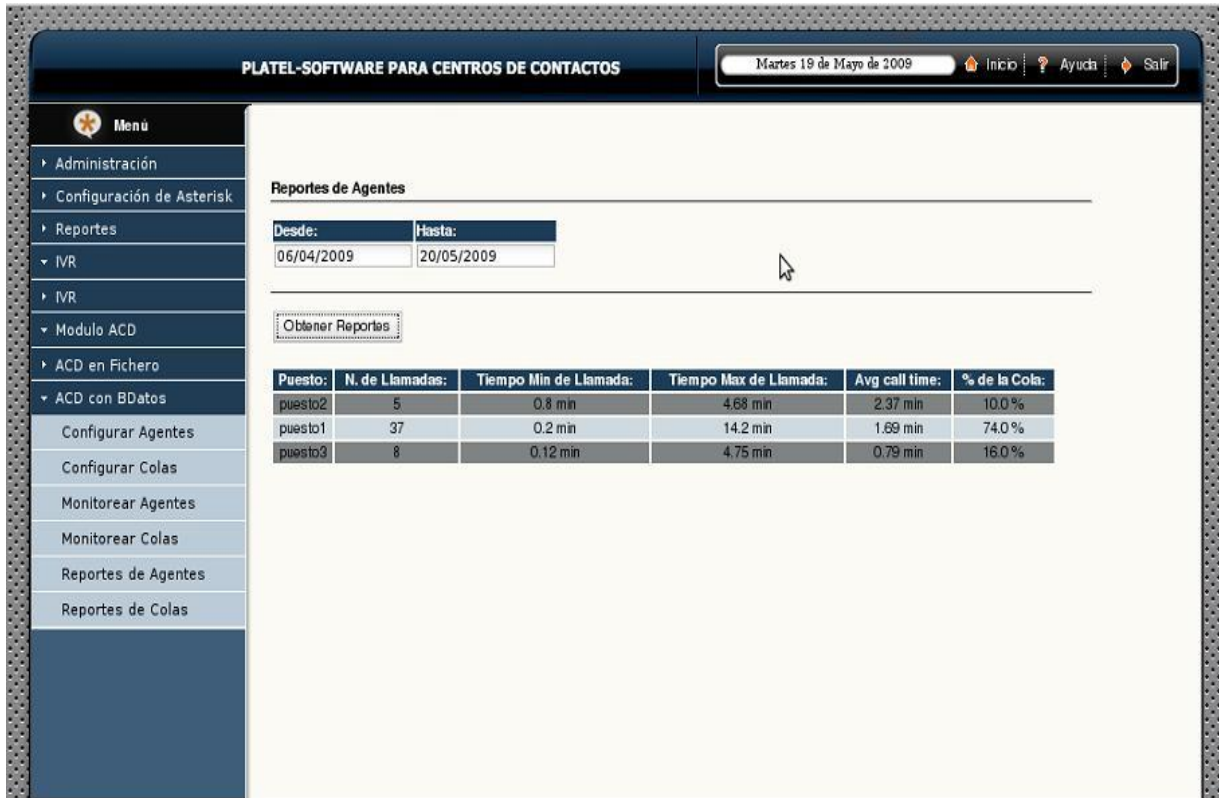 PLATEL-SOFTWARE PARA CENTROS DE CONTACTOS
Martes 19 de Mayo de 2009
Inicio
? Ayuda
Salir
Menú
Administración
Configuración de Asterisk
Reportes
IVR
IVR
Modulo ACD
ACD en Fichero
ACD con BDatos
Configurar Agentes
Configurar Colas
Monitorear Agentes
Monitorear Colas
Reportes de Agentes
Reportes de Colas
Reportes de Agentes
Desde: Hasta:
06/04/2009 20/05/2009
Obtener Reportes
Puesto: N. de Llamadas: Tiempo Min de Llamada: Tiempo Max de Llamada: Avg call time: % de la Cola:
puesto2 5 0.8 min 4.68 min 2.37 min 10.0 %
puesto1 37 0.2 min 14.2 min 1.69 min 74.0 %
puesto3 8 0.12 min 4.75 min 0.79 min 16.0 %